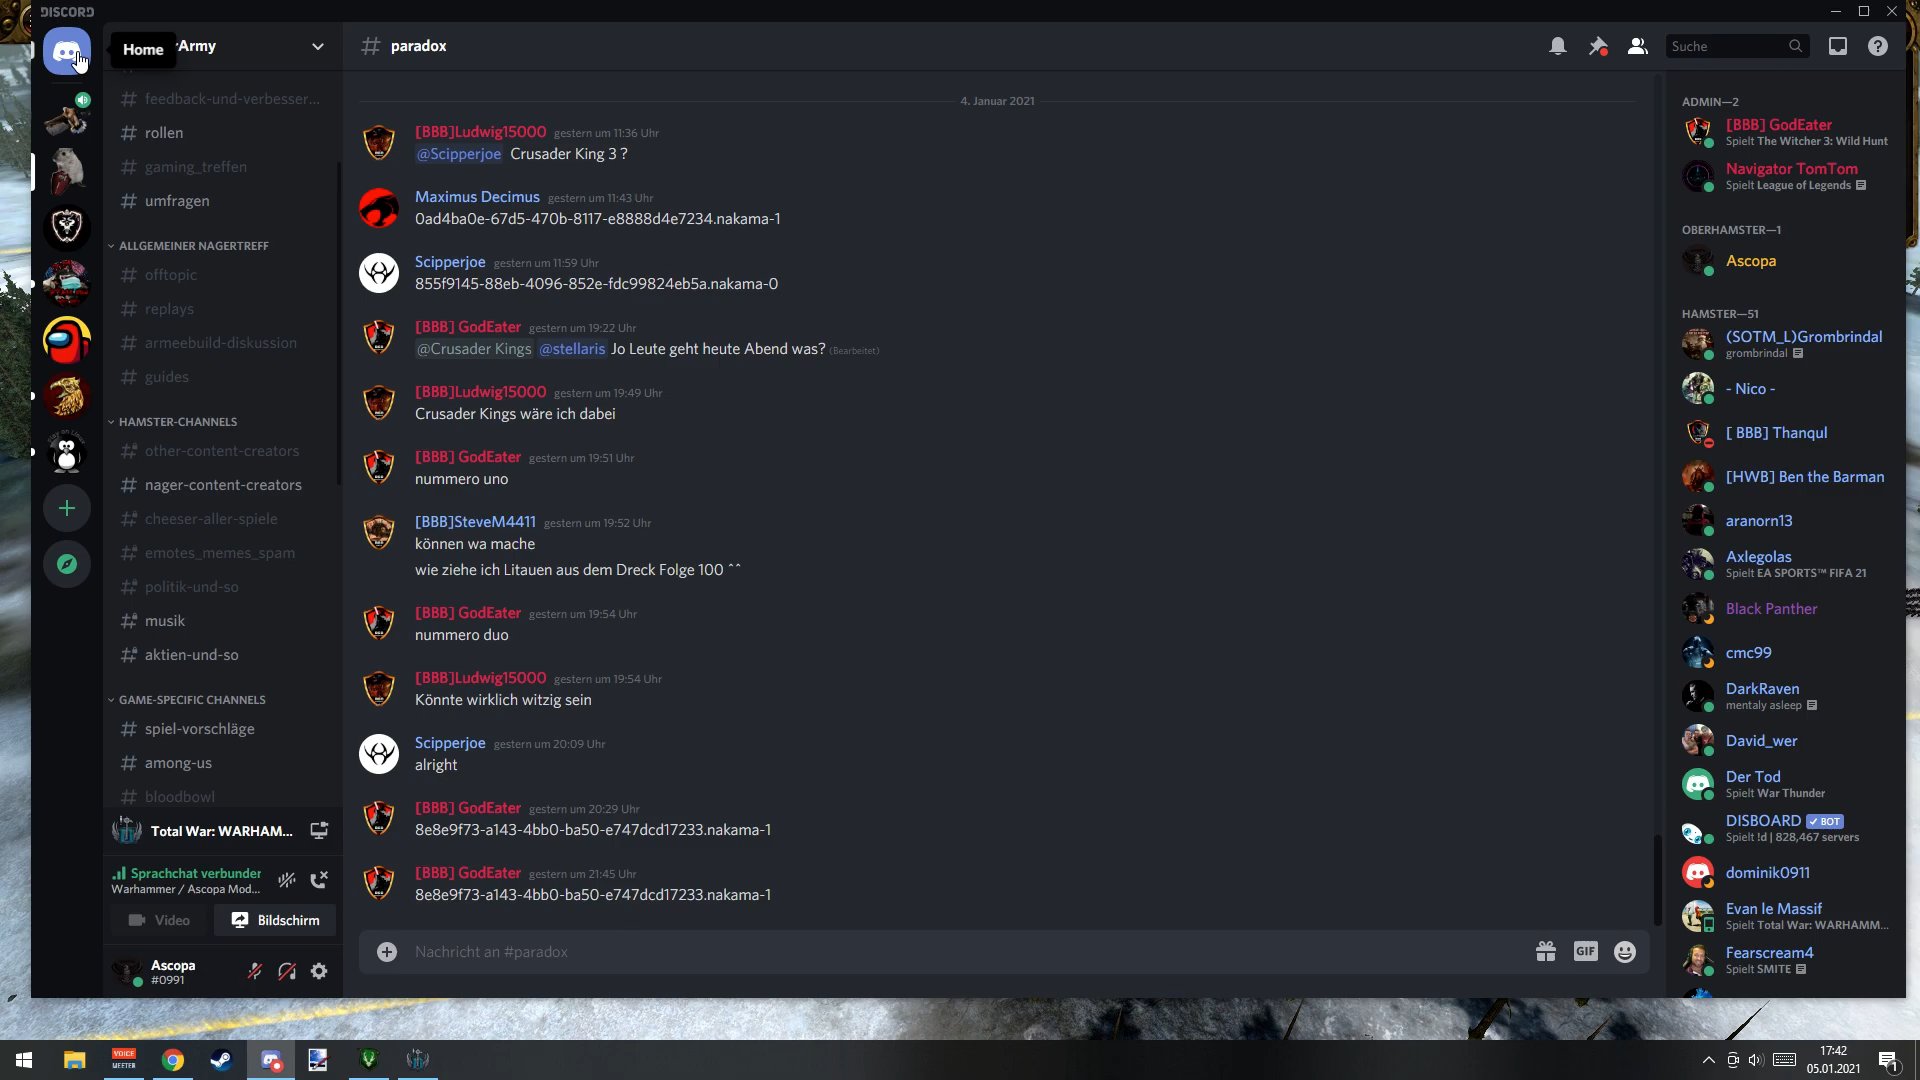 DISCORD
Home
rArmy
paradox
Suche
feedback-und-verbesser...
rollen
gaming_treffen
umfragen
ALLGEMEINER NAGERTREFF
offtopic
replays
armeebuild-diskussion
guides
HAMSTER-CHANNELS
other-content-creators
nager-content-creators
cheeser-aller-spiele
emotes_memes_spam
politik-und-so
musik
aktien-und-so
GAME-SPECIFIC CHANNELS
spiel-vorschläge
among-us
bloodbowl
Total War: WARHAM...
Sprachchat verbunden
Warhammer / Ascopa Mod...
Video
Bildschirm
Ascopa
#0991
4. Januar 2021
[BBB]Ludwig15000 gestern um 11:36 Uhr
@Scipperjoe Crusader King 3 ?
Maximus Decimus gestern um 11:43 Uhr
0ad4ba0e-67d5-470b-8117-e8888d4e7234.nakama-1
Scipperjoe gestern um 11:59 Uhr
855f9145-88eb-4096-852e-fdc99824eb5a.nakama-0
[BBB] GodEater gestern um 19:22 Uhr
@Crusader Kings @stellaris Jo Leute geht heute Abend was? (Bearbeitet)
[BBB]Ludwig15000 gestern um 19:49 Uhr
Crusader Kings wäre ich dabei
[BBB] GodEater gestern um 19:51 Uhr
nummero uno
[BBB]SteveM4411 gestern um 19:52 Uhr
können wa mache
wie ziehe ich Litauen aus dem Dreck Folge 100 ^^
[BBB] GodEater gestern um 19:54 Uhr
nummero duo
[BBB]Ludwig15000 gestern um 19:54 Uhr
Könnte wirklich witzig sein
Scipperjoe gestern um 20:09 Uhr
alright
[BBB] GodEater gestern um 20:29 Uhr
8e8e9f73-a143-4bb0-ba50-e747dcd17233.nakama-1
[BBB] GodEater gestern um 21:45 Uhr
8e8e9f73-a143-4bb0-ba50-e747dcd17233.nakama-1
Nachricht an #paradox
GIF
ADMIN—2
[BBB] GodEater
Spielt The Witcher 3: Wild Hunt
Navigator TomTom
Spielt League of Legends
OBERHAMSTER—1
Ascopa
HAMSTER—51
(SOTM_L)Grombrindal
grombrindal
- Nico -
[ BBB] Thanqul
[HWB] Ben the Barman
aranorn13
Axlegolas
Spielt EA SPORTS™ FIFA 21
Black Panther
cmc99
DarkRaven
mentaly asleep
David_wer
Der Tod
Spielt War Thunder
DISBOARD ✓ BOT
Spielt !d | 828,467 servers
dominik0911
Evan le Massif
Spielt Total War: WARHAMM...
Fearscream4
Spielt SMITE
VOICE
MEETER
17:42
05.01.2021
1